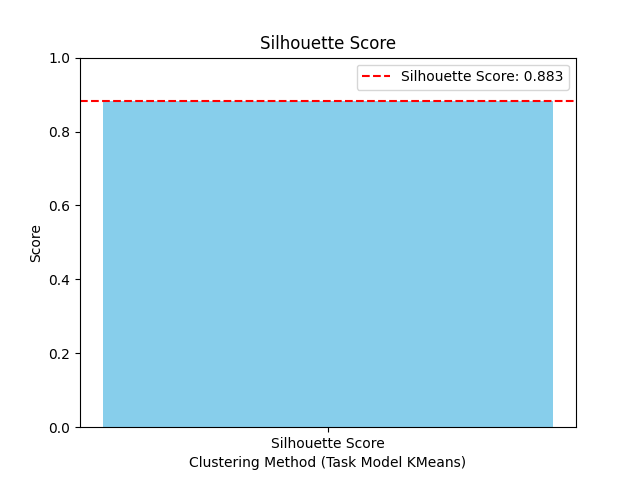 Silhouette Score
Silhouette Score: 0.883
1.0
0.8
0.6
0.4
0.2
0.0
Score
Silhouette Score
Clustering Method (Task Model KMeans)